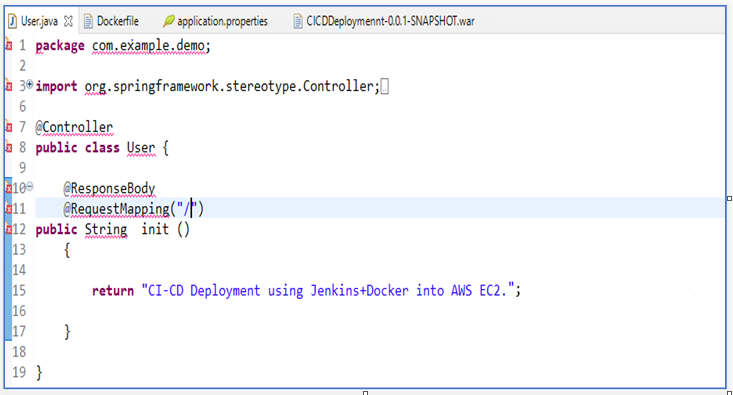 User.java Dockerfile application.properties CICDDeploymennt-0.0.1-SNAPSHOT.war
1 package com.example.demo;
2
3 import org.springframework.stereotype.Controller;
6
7 @Controller
8 public class User {
9
10 @ResponseBody
11 @RequestMapping("/")
12 public String init ()
13 {
14
15 return "CI-CD Deployment using Jenkins+Docker into AWS EC2.";
16
17 }
18
19 }